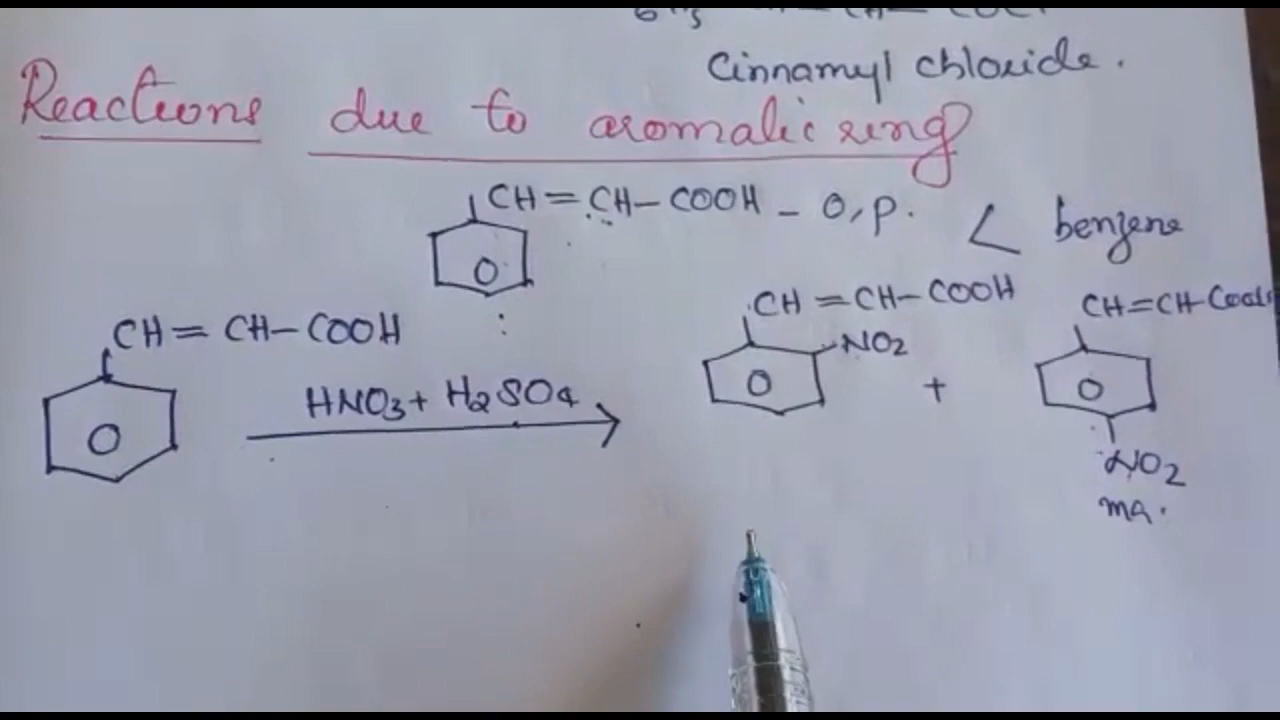 Cinnamyl chloride.
Reactions due to aromatic ring
CH=CH-COOH - O,p. < benzene
O
CH=CH-COOH
O
HNO3+ H2SO4
CH=CH-COOH
NO2
O
+
CH=CH-COOH
O
NO2